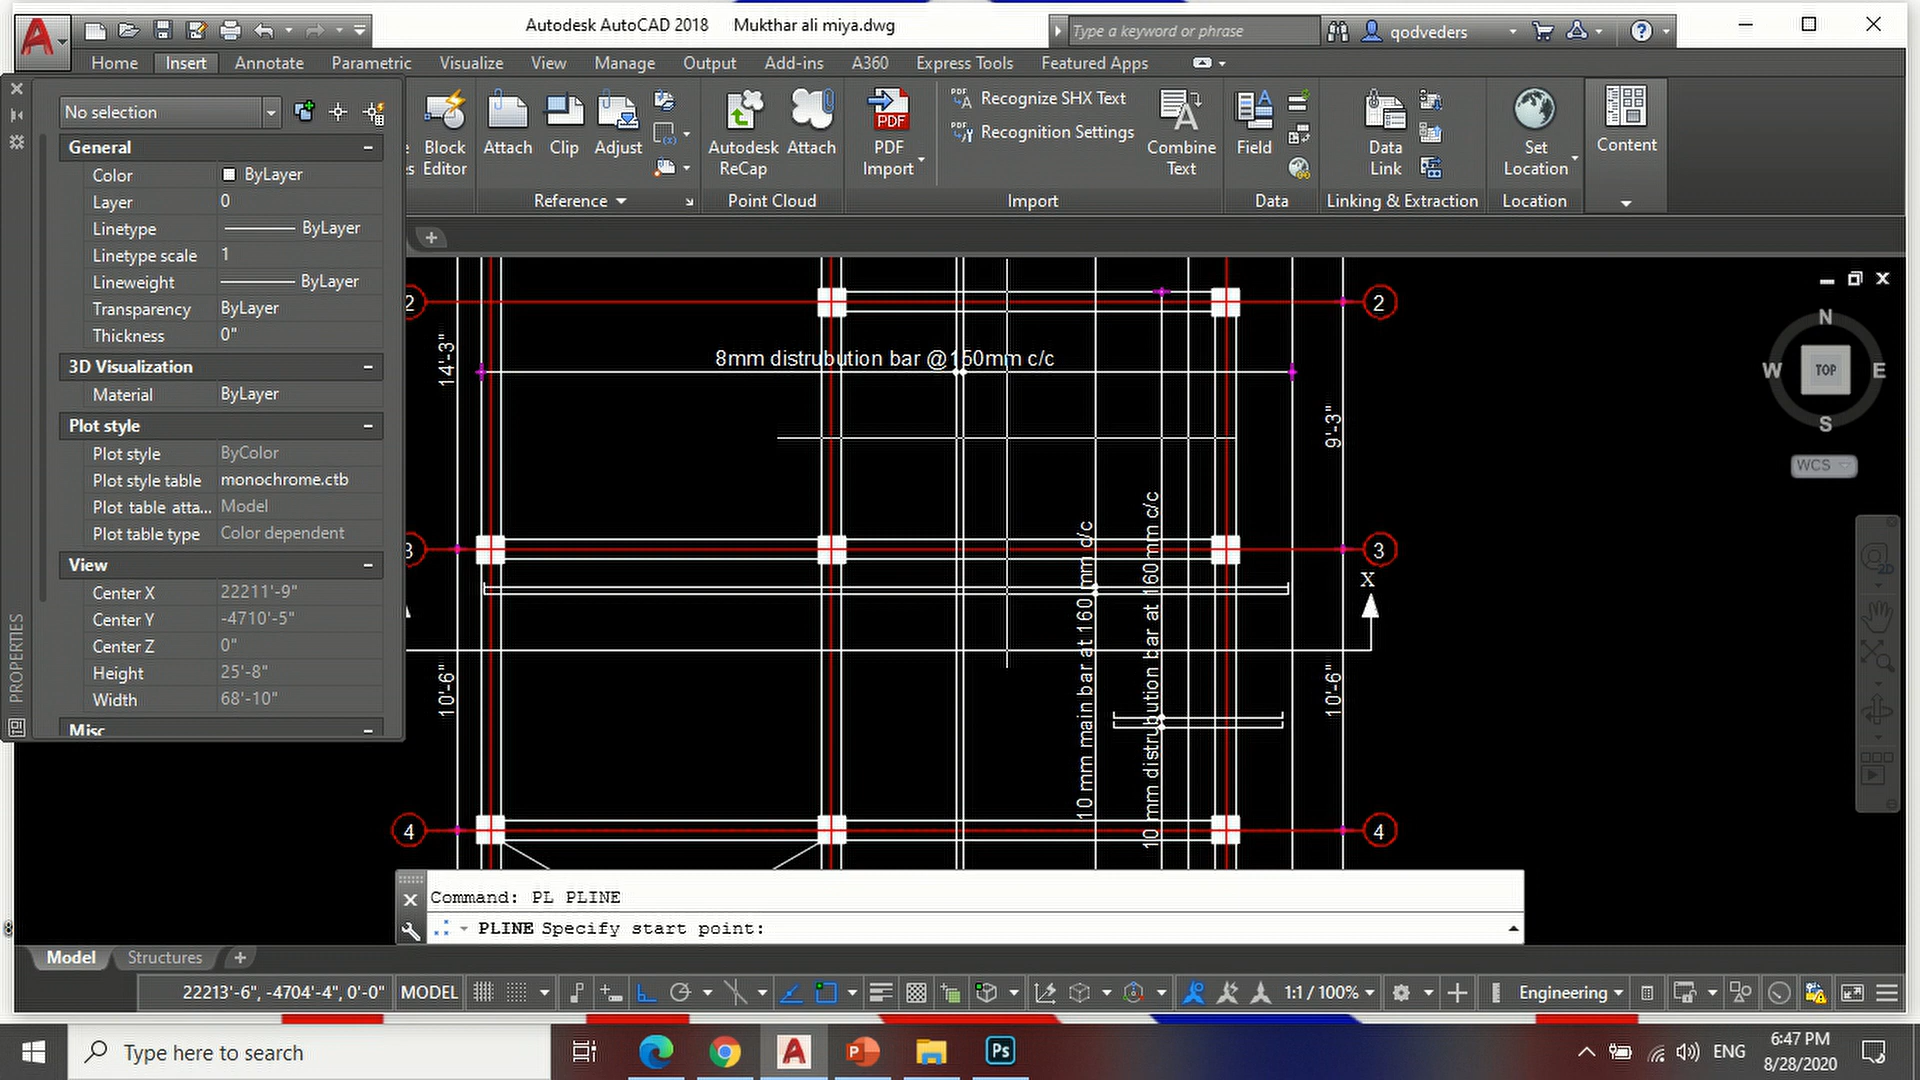 Autodesk AutoCAD 2018 Mukthar ali miya.dwg
Type a keyword or phrase
qodveders
Home Insert Annotate Parametric Visualize View Manage Output Add-ins A360 Express Tools Featured Apps
No selection
General
Color ByLayer
Layer 0
Linetype ByLayer
Linetype scale 1
Lineweight ByLayer
Transparency ByLayer
Thickness 0"
3D Visualization
Material ByLayer
Plot style
Plot style ByColor
Plot style table monochrome.ctb
Plot table atta... Model
Plot table type Color dependent
View
Center X 22211'-9"
Center Y -4710'-5"
Center Z 0"
Height 25'-8"
Width 68'-10"
Misc
PROPERTIES
Block
Editor
Attach
Clip
Adjust
Reference
Autodesk
ReCap
Attach
Point Cloud
PDF
PDF
Import
Recognize SHX Text
Recognition Settings
Combine
Text
Import
Field
Data
Data
Link
Linking & Extraction
Set
Location
Location
Content
2
2
14'-3"
8mm distrubution bar @150mm c/c
9'-3"
3
3
X
10 mm main bar at 160 mm c/c
10 mm distrubution bar at 160mm c/c
10'-6"
10'-6"
4
4
N
W TOP E
S
WCS
2D
Command: PL PLINE
PLINE Specify start point:
Model Structures
22213'-6", -4704'-4", 0'-0" MODEL
1:1 / 100%
Engineering
Type here to search
P
Ps
ENG
6:47 PM
8/28/2020